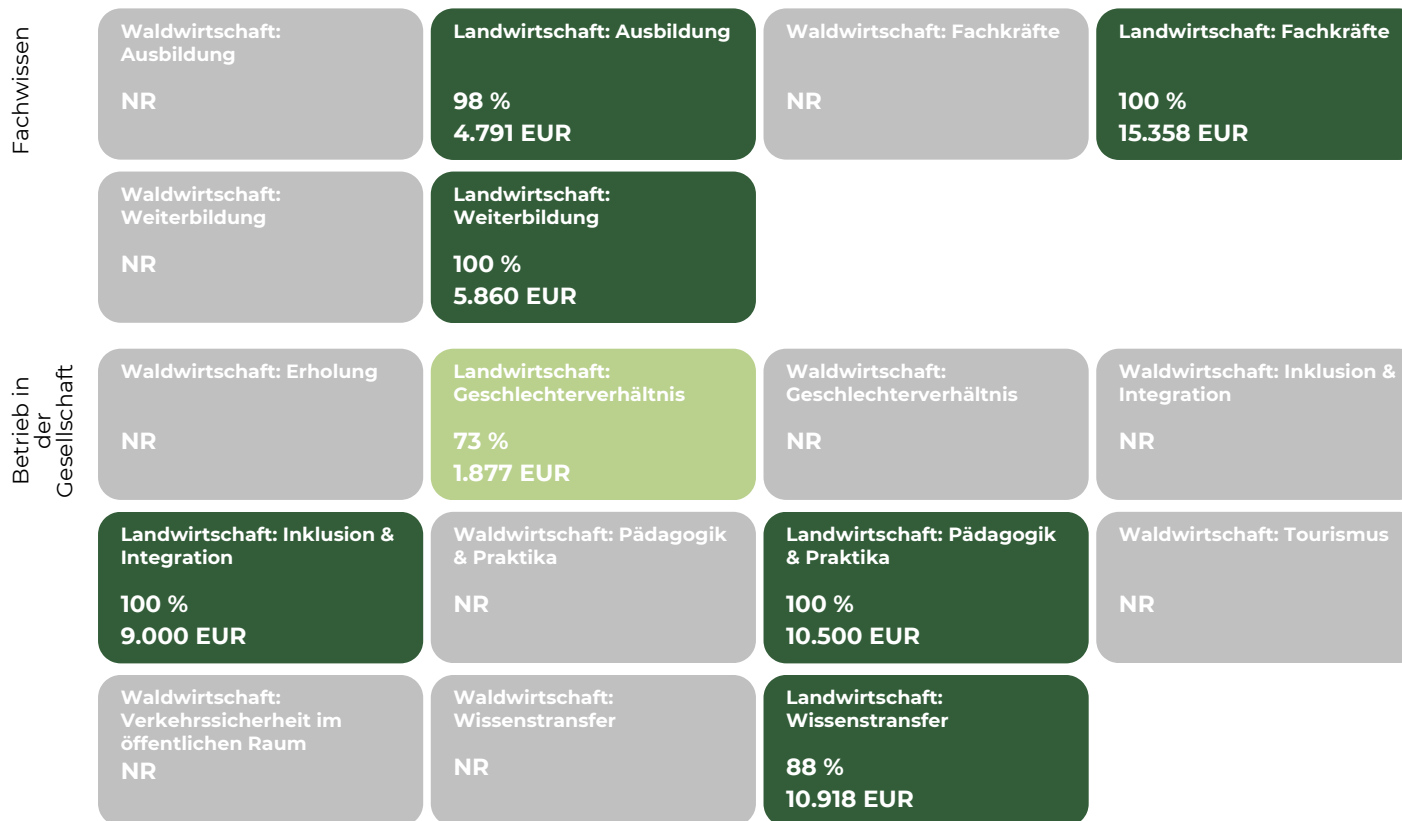 Fachwissen
Waldwirtschaft:
Ausbildung
NR
Landwirtschaft: Ausbildung
98 %
4.791 EUR
Waldwirtschaft: Fachkräfte
NR
Landwirtschaft: Fachkräfte
100 %
15.358 EUR
Waldwirtschaft:
Weiterbildung
NR
Landwirtschaft:
Weiterbildung
100 %
5.860 EUR
Betrieb in
der
Gesellschaft
Waldwirtschaft: Erholung
NR
Landwirtschaft:
Geschlechterverhältnis
73 %
1.877 EUR
Waldwirtschaft:
Geschlechterverhältnis
NR
Waldwirtschaft: Inklusion &
Integration
NR
Landwirtschaft: Inklusion &
Integration
100 %
9.000 EUR
Waldwirtschaft: Pädagogik
& Praktika
NR
Landwirtschaft: Pädagogik
& Praktika
100 %
10.500 EUR
Waldwirtschaft: Tourismus
NR
Waldwirtschaft:
Verkehrssicherheit im
öffentlichen Raum
NR
Waldwirtschaft:
Wissenstransfer
NR
Landwirtschaft:
Wissenstransfer
88 %
10.918 EUR